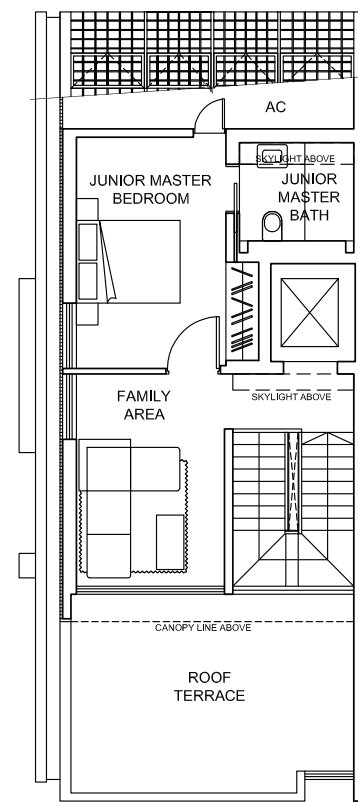 AC
SKYLIGHT ABOVE
JUNIOR MASTER
BEDROOM
JUNIOR
MASTER
BATH
FAMILY
AREA
SKYLIGHT ABOVE
CANOPY LINE ABOVE
ROOF
TERRACE